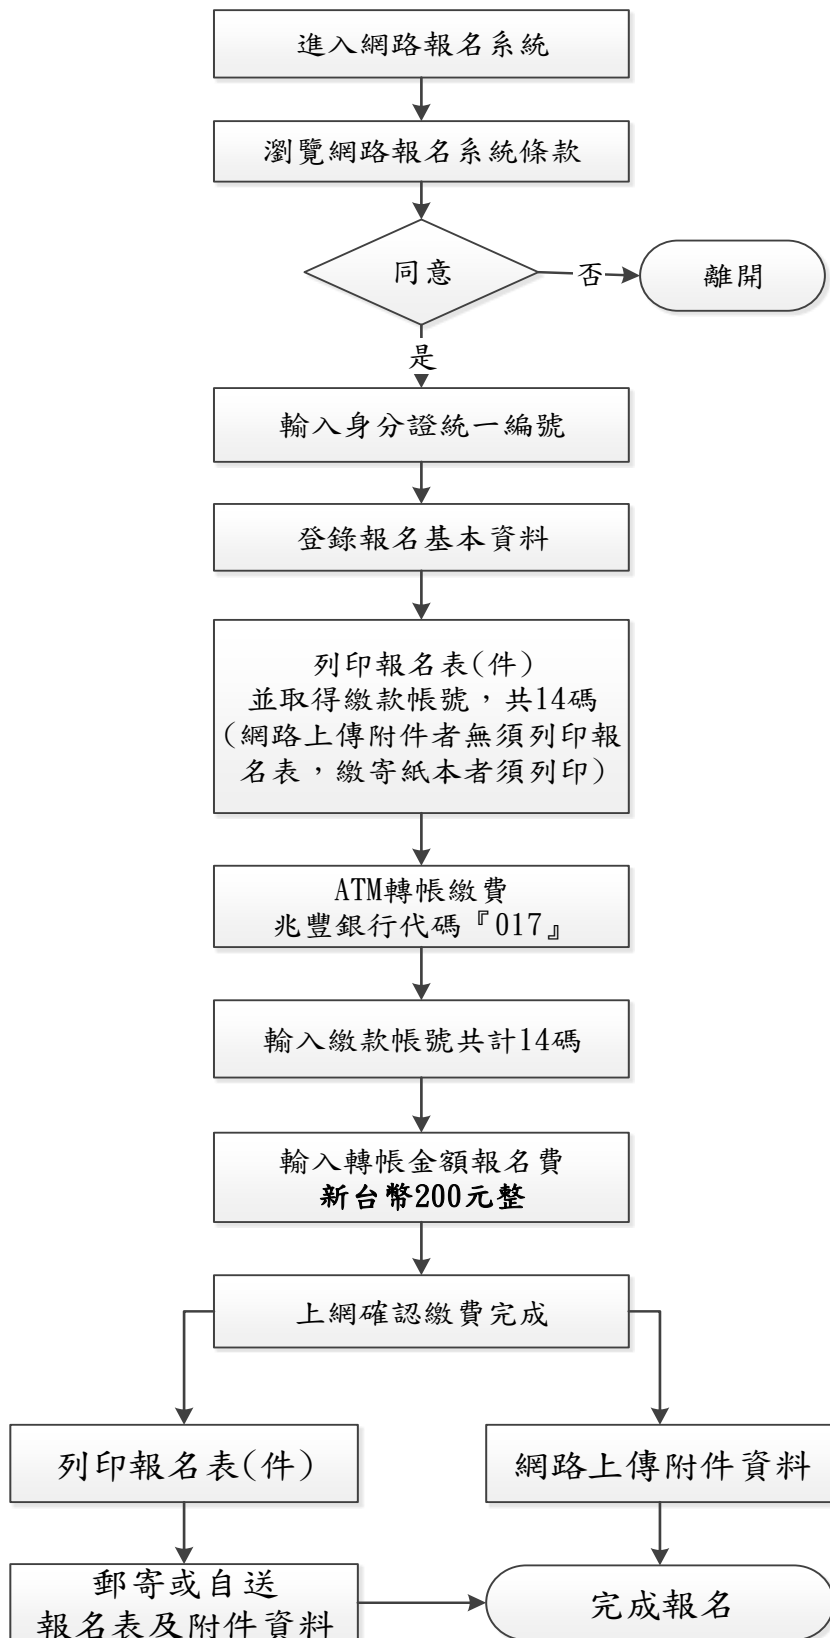 進入網路報名系統
瀏覽網路報名系統條款
同意
否
離開
是
輸入身分證統一編號
登錄報名基本資料
列印報名表(件)
並取得繳款帳號，共14碼
(網路上傳附件者無須列印報
名表，繳寄紙本者須列印)
ATM轉帳繳費
兆豐銀行代碼『017』
輸入繳款帳號共計14碼
輸入轉帳金額報名費
新台幣200元整
上網確認繳費完成
列印報名表(件)
網路上傳附件資料
郵寄或自送
報名表及附件資料
完成報名